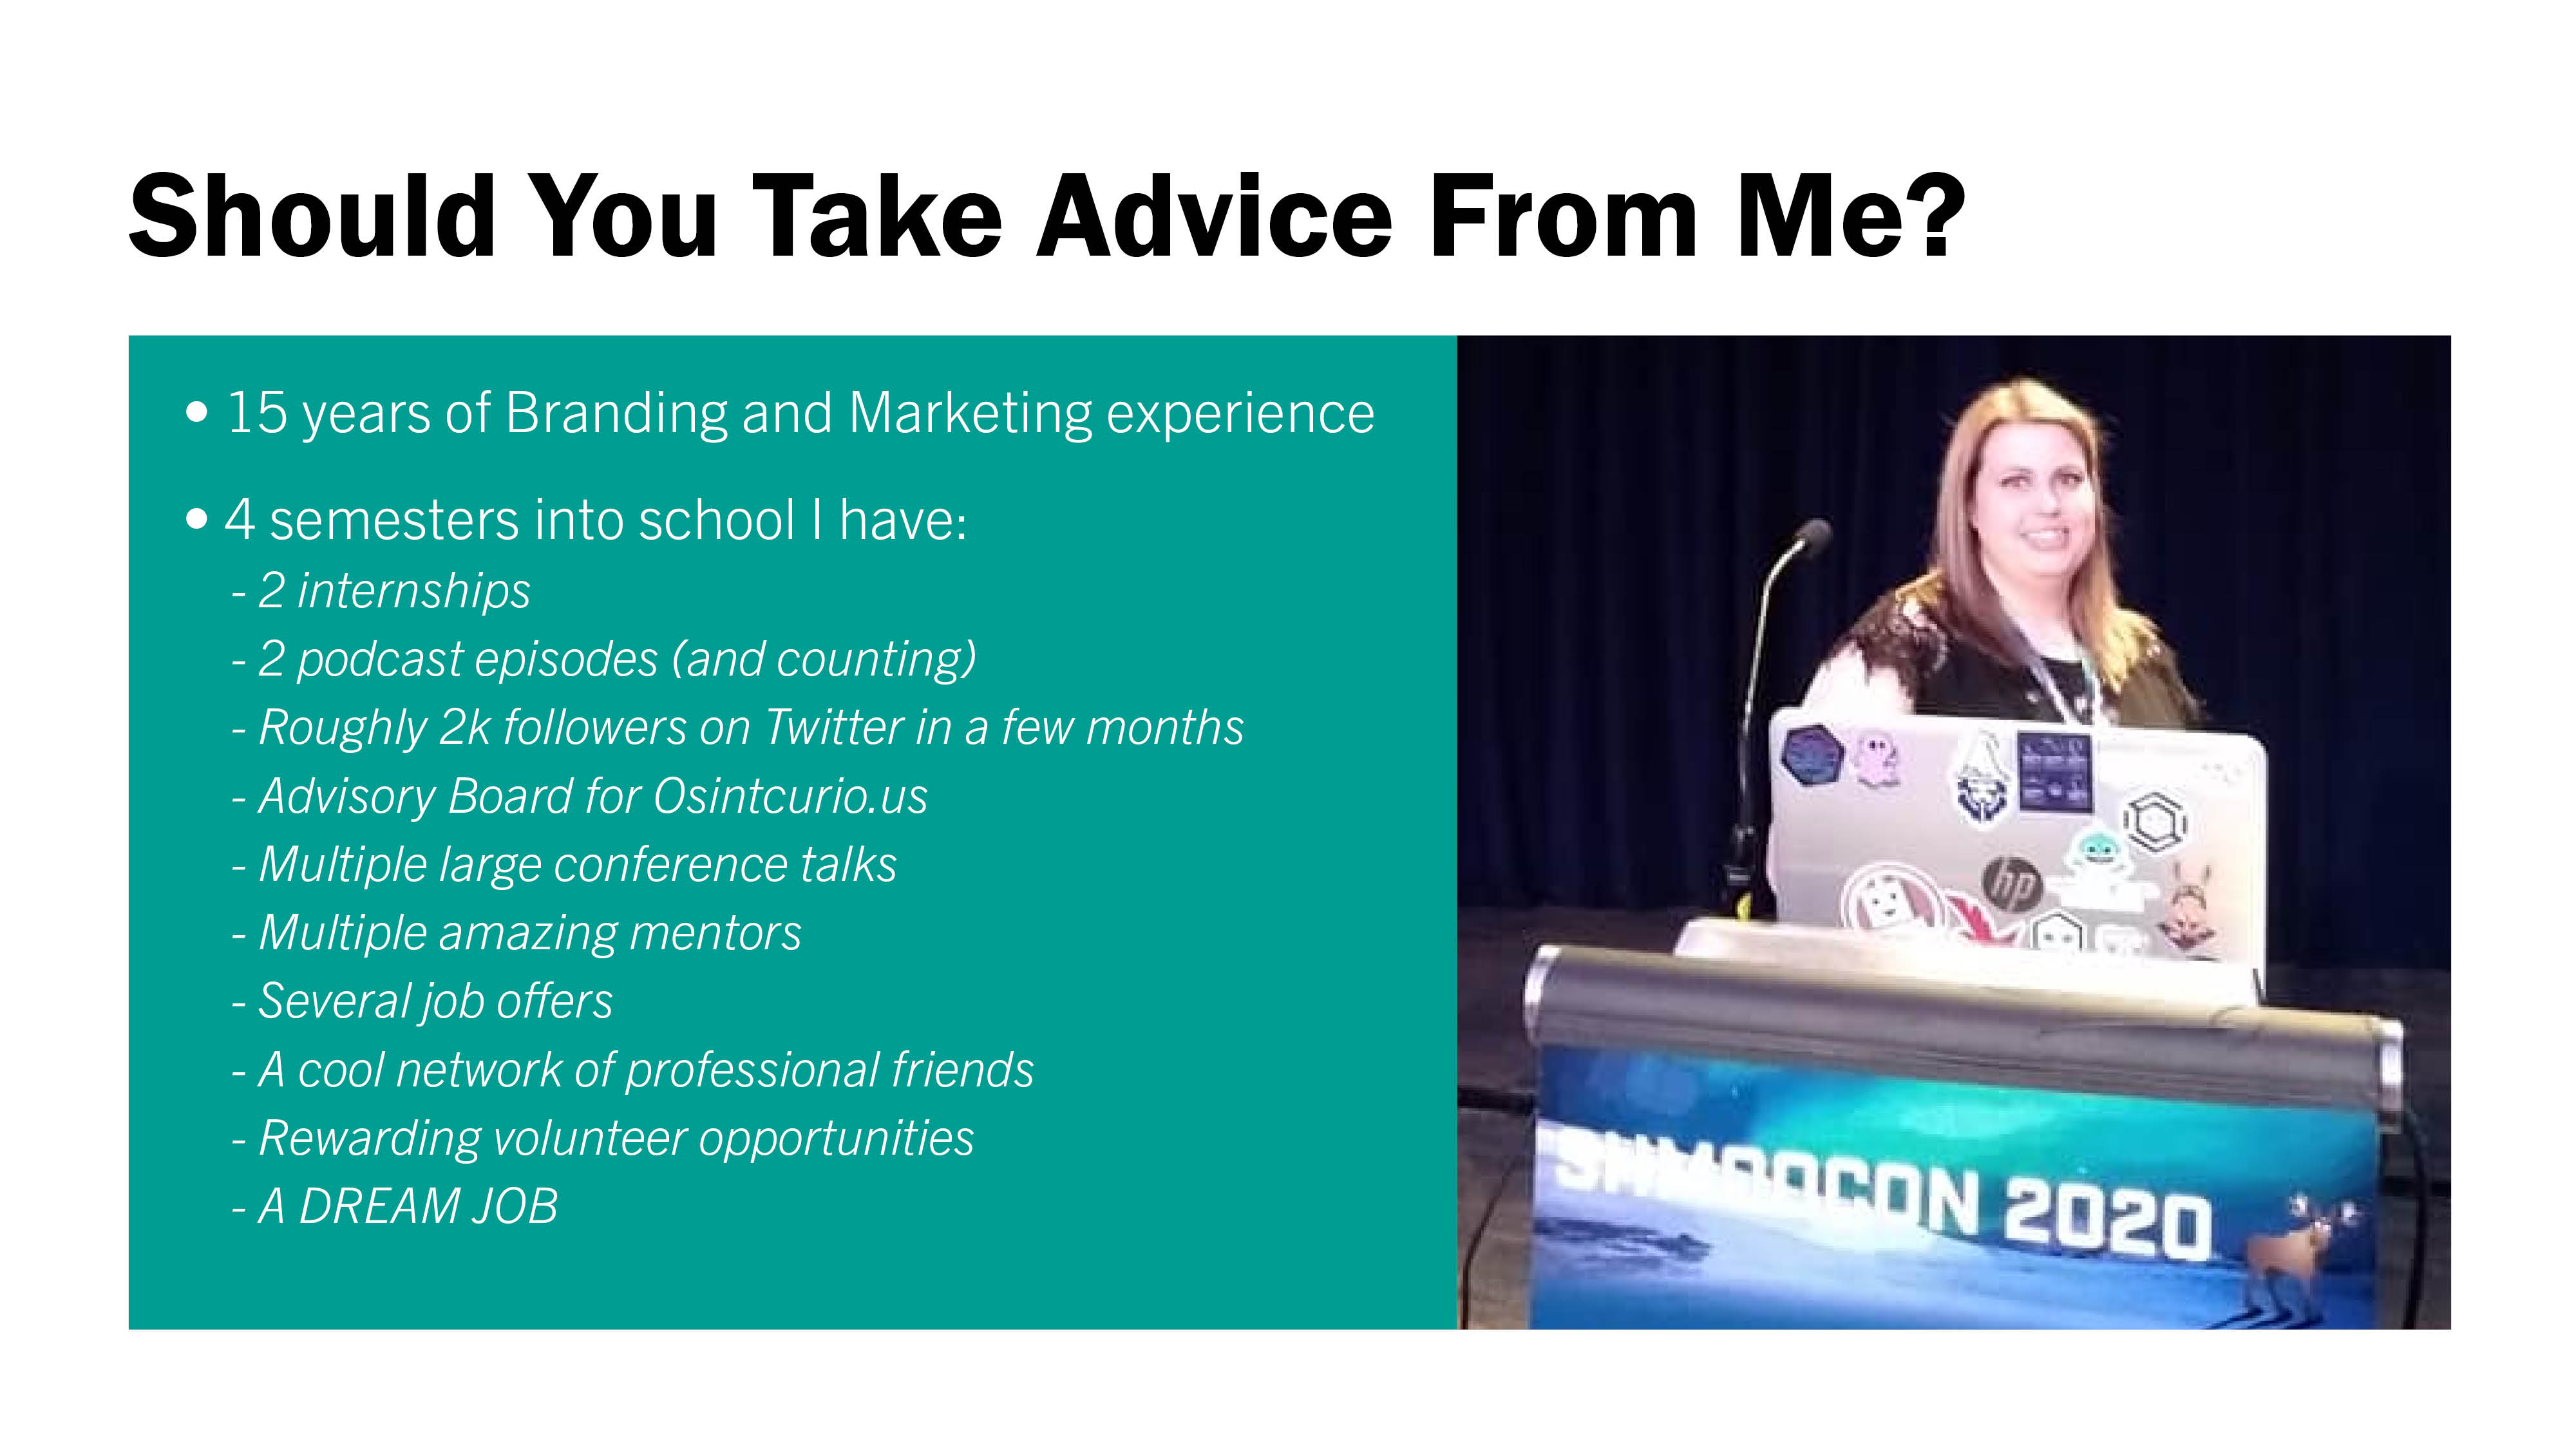 Should You Take Advice From Me?
• 15 years of Branding and Marketing experience
• 4 semesters into school I have:
- 2 internships
- 2 podcast episodes (and counting)
- Roughly 2k followers on Twitter in a few months
- Advisory Board for Osintcurio.us
- Multiple large conference talks
- Multiple amazing mentors
- Several job offers
- A cool network of professional friends
- Rewarding volunteer opportunities
- A DREAM JOB
hp
SHMOOCON 2020